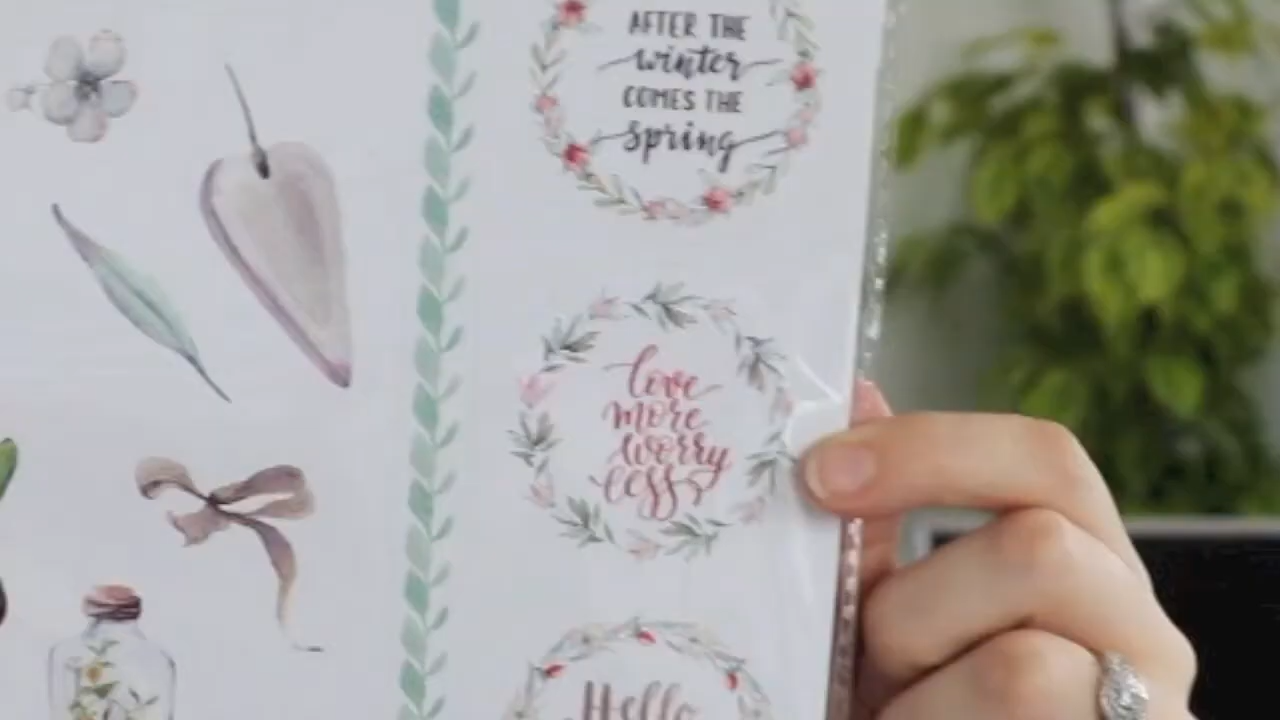 AFTER THE
winter
COMES THE
spring
love
more
worry
less
Hello